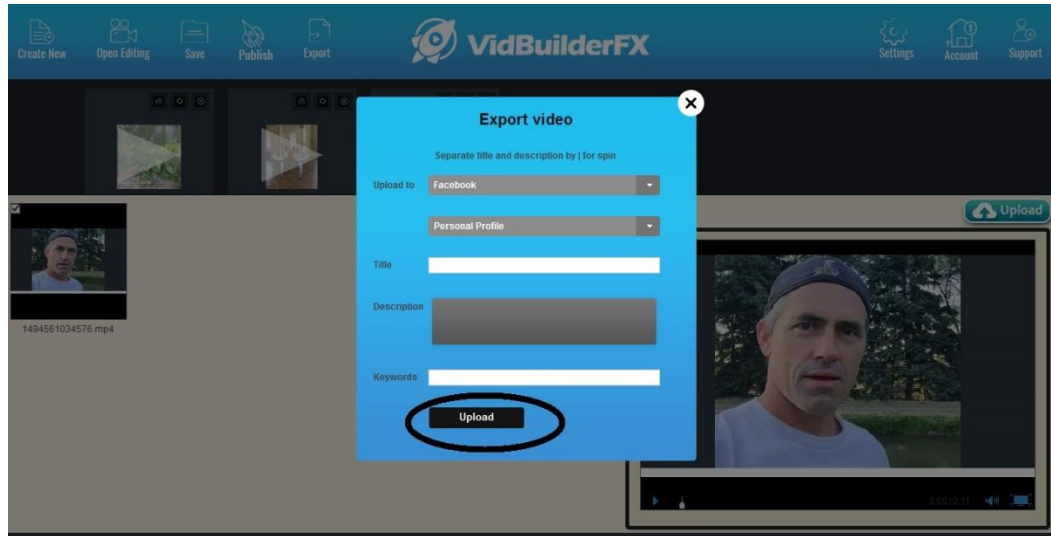 Create New
Open Editing
Save
Publish
Export
VidBuilderFX
Settings
Account
Support
Export video
Separate title and description by | for spin
Upload to
Facebook
Personal Profile
Title
Description
Keywords
Upload
Upload
1494561034576.mp4
0:00/0:11